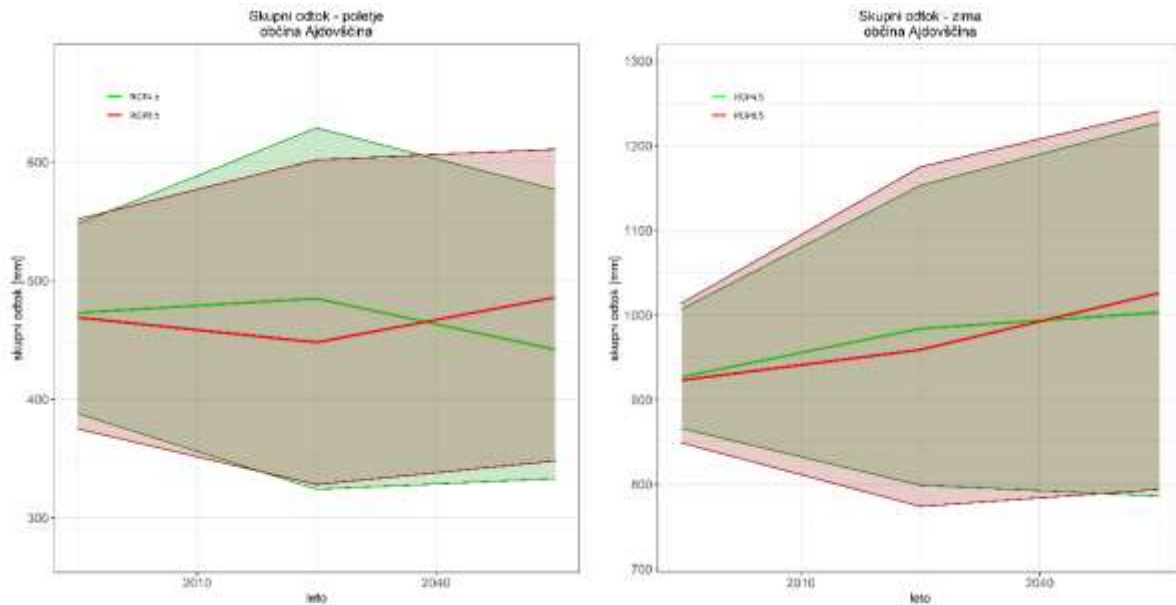 Skupni odtok - poletje
občina Ajdovščina
RCP4.5
RCP8.5
600
500
400
300
skupni odtok [mm]
2010
2040
leto
Skupni odtok - zima
občina Ajdovščina
RCP4.5
RCP8.5
1300
1200
1100
1000
900
800
700
skupni odtok [mm]
2010
2040
leto